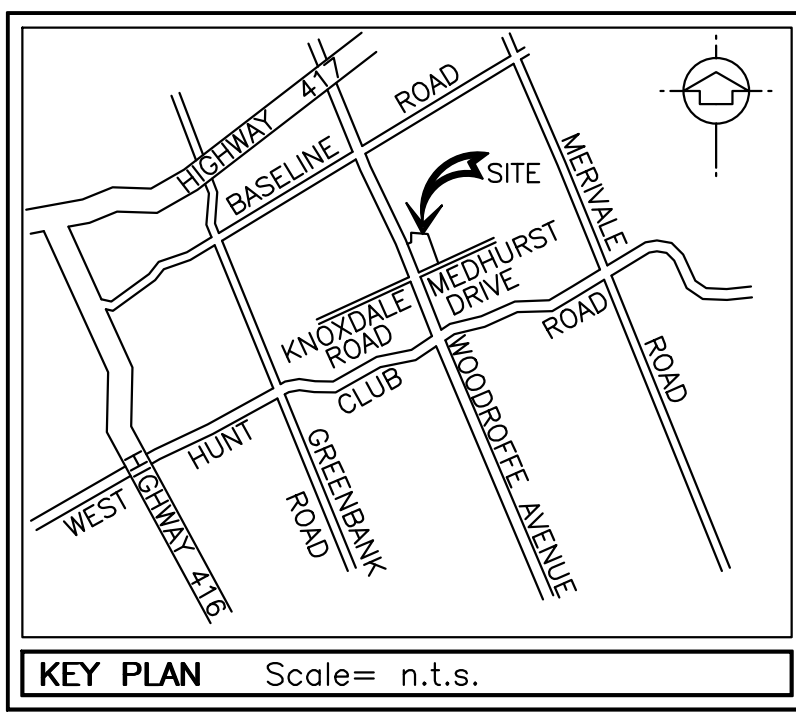 HIGHWAY 417
BASELINE ROAD
SITE
MERIVALE ROAD
MEDHURST
DRIVE
KNOXDALE
ROAD
WEST HUNT CLUB ROAD
WOODROFFE AVENUE
GREENBANK
ROAD
HIGHWAY 416
KEY PLAN Scale= n.t.s.